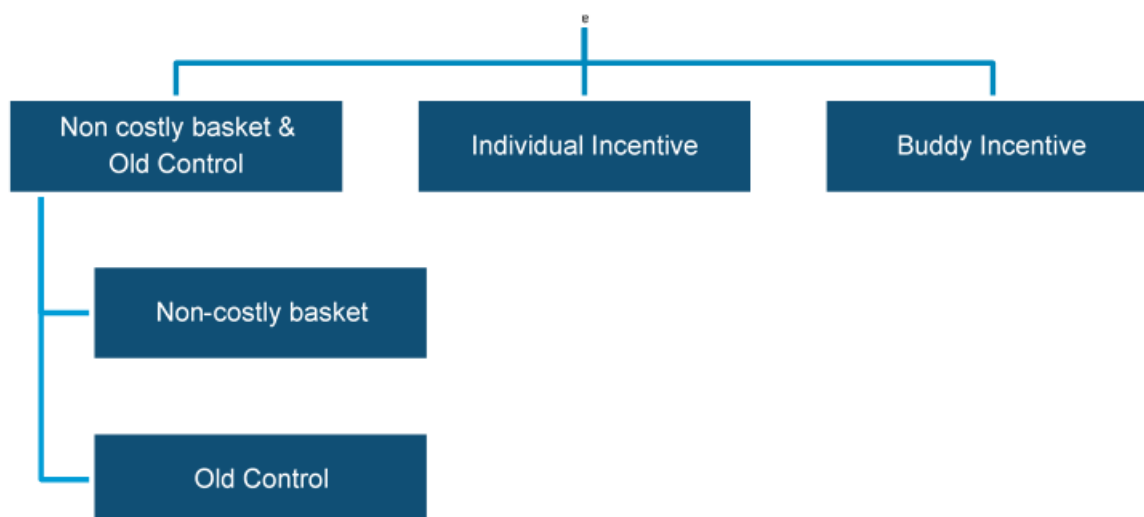 e
Non costly basket &
Old Control
Individual Incentive
Buddy Incentive
Non-costly basket
Old Control